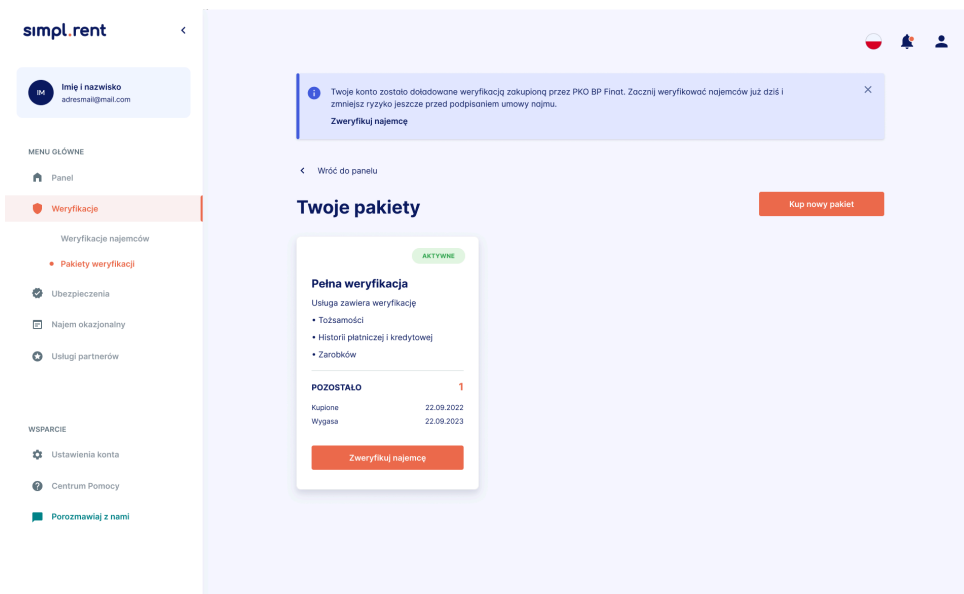 sımpl.rent
IM
Imię i nazwisko
adresmail@mail.com
MENU GŁÓWNE
Panel
Weryfikacje
Weryfikacje najemców
• Pakiety weryfikacji
Ubezpieczenia
Najem okazjonalny
Usługi partnerów
WSPARCIE
Ustawienia konta
Centrum Pomocy
Porozmawiaj z nami
Twoje konto zostało doładowane weryfikacją zakupioną przez PKO BP Finat. Zacznij weryfikować najemców już dziś i
zmniejsz ryzyko jeszcze przed podpisaniem umowy najmu.
Zweryfikuj najemcę
Wróć do panelu
Twoje pakiety
Kup nowy pakiet
AKTYWNE
Pełna weryfikacja
Usługa zawiera weryfikację
• Tożsamości
• Historii płatniczej i kredytowej
• Zarobków
POZOSTAŁO 1
Kupione 22.09.2022
Wygasa 22.09.2023
Zweryfikuj najemcę